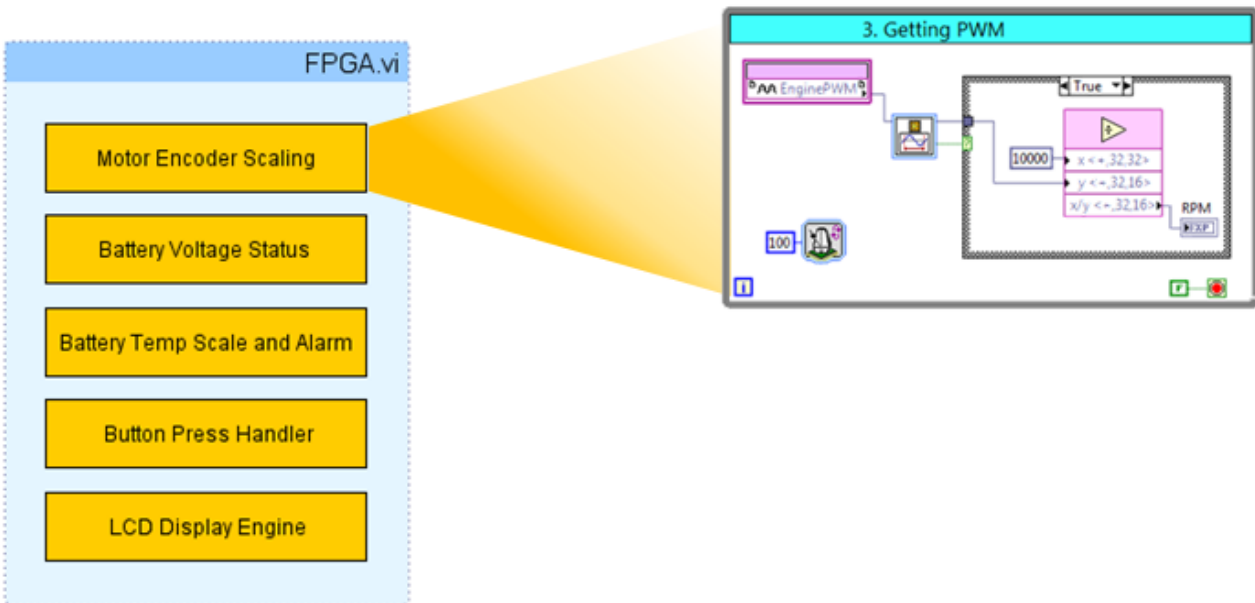 FPGA.vi
Motor Encoder Scaling
Battery Voltage Status
Battery Temp Scale and Alarm
Button Press Handler
LCD Display Engine
3. Getting PWM
EnginePWM
True
10000
x <+,32,32>
y <+,32,16>
x/y <+,32,16>
RPM
100
i
F